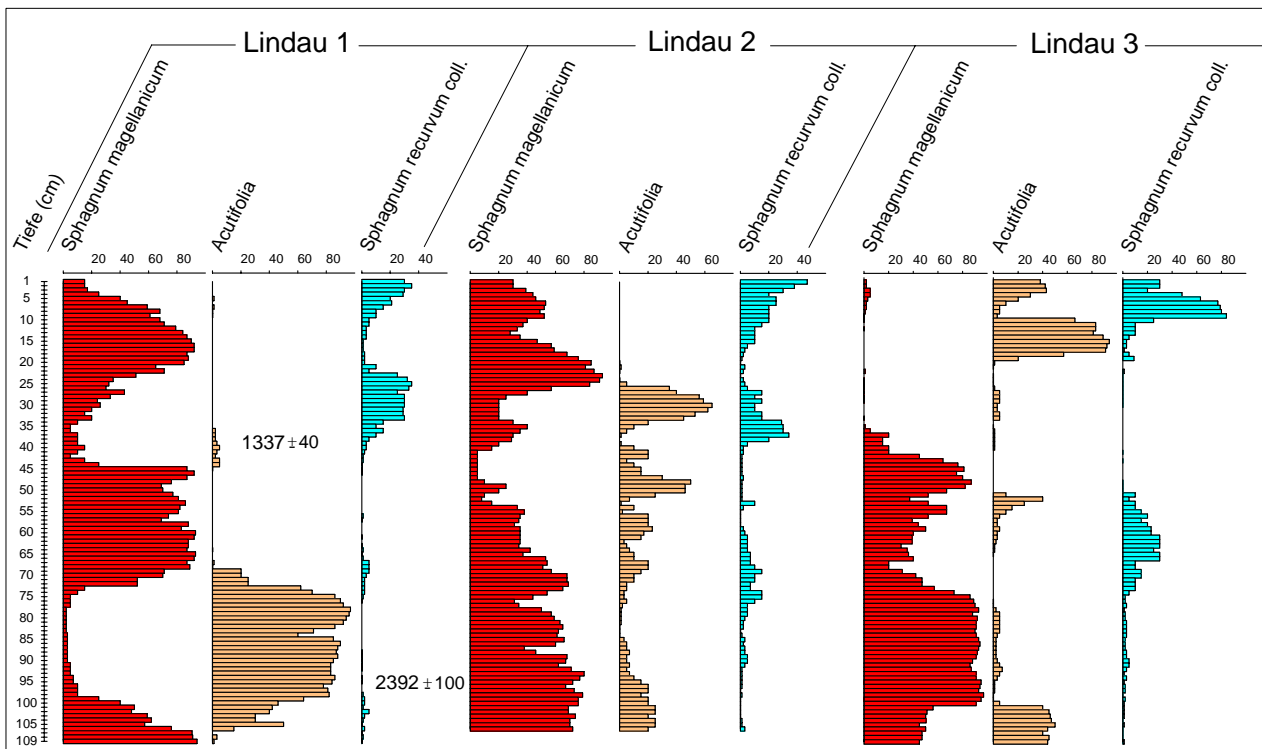 Lindau 1 Lindau 2 Lindau 3
Tiefe (cm)
Sphagnum magellanicum
Acutifolia
Sphagnum recurvum coll.
Sphagnum magellanicum
Acutifolia
Sphagnum recurvum coll.
Sphagnum magellanicum
Acutifolia
Sphagnum recurvum coll.
20 40 60 80 20 40 60 80 20 40 20 40 60 80 20 40 60 20 40 20 40 60 80 20 40 60 80 20 40 60 80
1
5
10
15
20
25
30
35
40
1337 ± 40
45
50
55
60
65
70
75
80
85
90
95
2392 ± 100
100
105
109